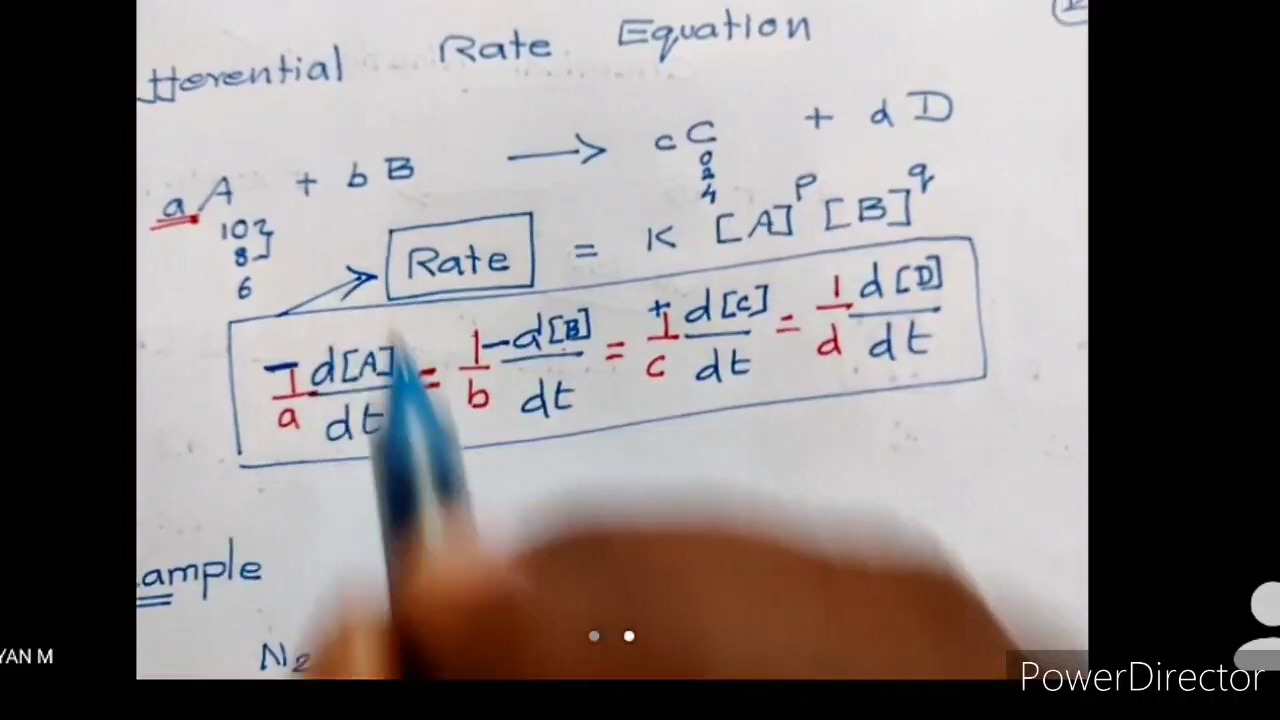 fferential Rate Equation
aA + bB → cC + dD
10 0
8 2
6 4
Rate = K [A]^p [B]^q
-1/a d[A]/dt = 1/b -d[B]/dt = +1/c d[C]/dt = 1/d d[D]/dt
ample
N2
YAN M
PowerDirector